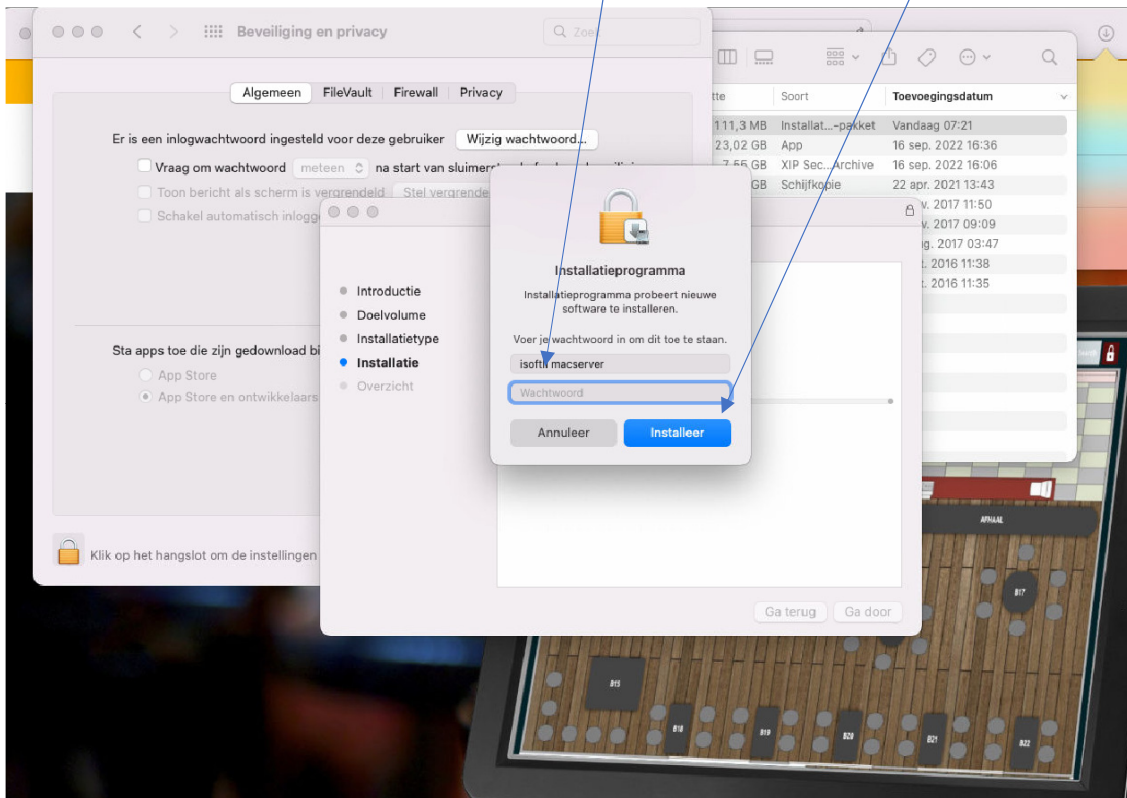 Beveiliging en privacy
Zoek
Algemeen FileVault Firewall Privacy
Er is een inlogwachtwoord ingesteld voor deze gebruiker Wijzig wachtwoord...
Vraag om wachtwoord meteen na start van
Toon bericht als scherm is vergrendeld Stel
Schakel automatisch
Sta apps toe die zijn gedownload
App Store
App Store en ontwikkelaars
Klik op het hangslot om de instellingen
Soort Toevoegingsdatum
111,3 MB Installat...-pakket Vandaag 07:21
23,02 GB App 16 sep. 2022 16:36
7,55 GB XIP Sec...Archive 16 sep. 2022 16:06
GB Schijfkopie 22 apr. 2021 13:43
2017 11:50
2017 09:09
2017 03:47
2016 11:38
2016 11:35
Introductie
Doelvolume
Installatietype
Installatie
Overzicht
Ga terug Ga door
Installatieprogramma
Installatieprogramma probeert nieuwe
software te installeren.
Voer je wachtwoord in om dit toe te staan.
macserver
Wachtwoord
Annuleer Installeer
AFHAAL
B17
B15
B18
B19
B20
B21
B22